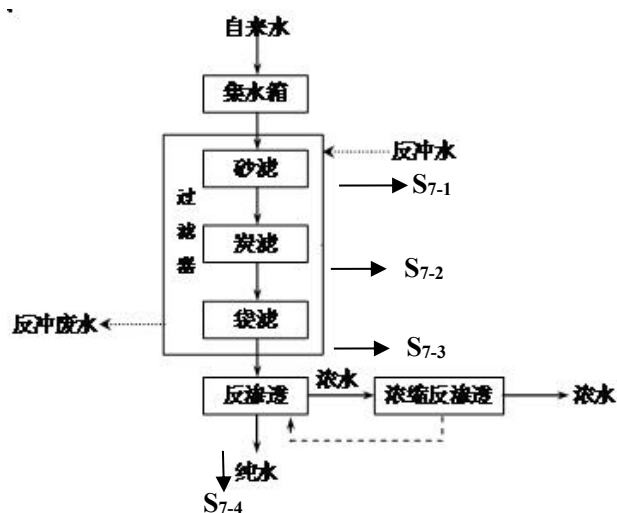 自来水
集水箱
反冲水
砂滤
S7-1
过滤器
炭滤
S7-2
反冲废水
袋滤
S7-3
反渗透
浓水
浓缩反渗透
浓水
纯水
S7-4